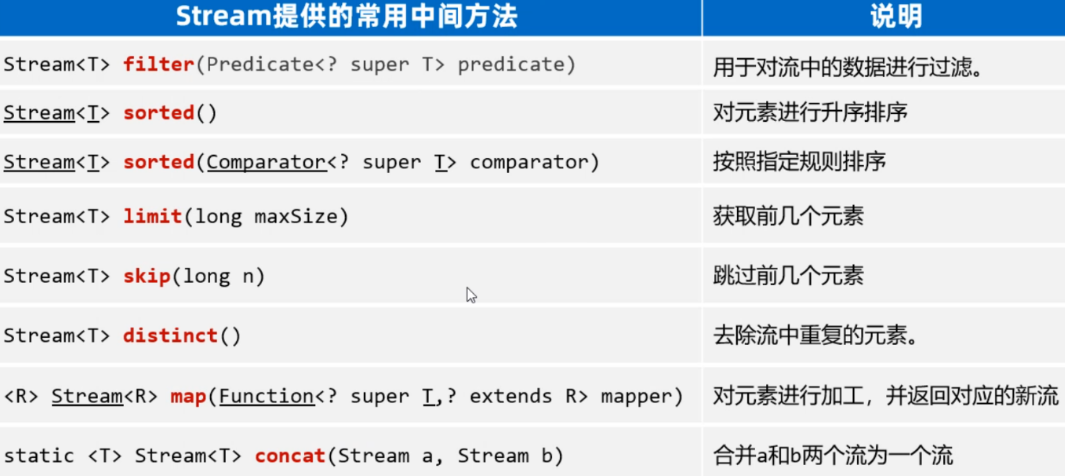 Stream提供的常用中间方法 说明
Stream<T> filter(Predicate<? super T> predicate) 用于对流中的数据进行过滤。
Stream<T> sorted() 对元素进行升序排序
Stream<T> sorted(Comparator<? super T> comparator) 按照指定规则排序
Stream<T> limit(long maxSize) 获取前几个元素
Stream<T> skip(long n) 跳过前几个元素
Stream<T> distinct() 去除流中重复的元素。
<R> Stream<R> map(Function<? super T,? extends R> mapper) 对元素进行加工，并返回对应的新流
static <T> Stream<T> concat(Stream a, Stream b) 合并a和b两个流为一个流